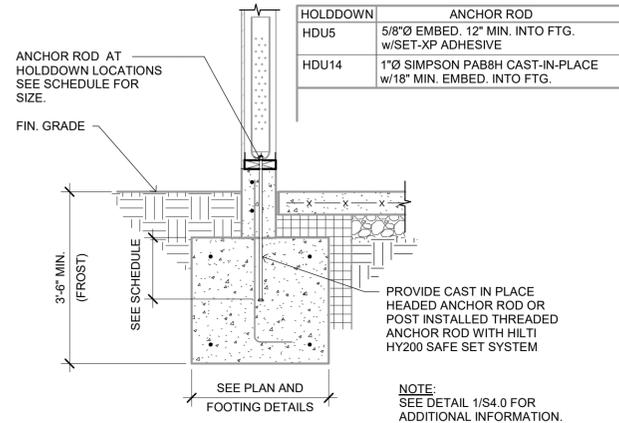 HOLDDOWN ANCHOR ROD
HDU5 5/8"Ø EMBED. 12" MIN. INTO FTG.
w/SET-XP ADHESIVE
HDU14 1"Ø SIMPSON PAB8H CAST-IN-PLACE
w/18" MIN. EMBED. INTO FTG.
ANCHOR ROD AT
HOLDDOWN LOCATIONS
SEE SCHEDULE FOR
SIZE.
FIN. GRADE
X X X
3'-6" MIN.
(FROST)
SEE SCHEDULE
PROVIDE CAST IN PLACE
HEADED ANCHOR ROD OR
POST INSTALLED THREADED
ANCHOR ROD WITH HILTI
HY200 SAFE SET SYSTEM
SEE PLAN AND
FOOTING DETAILS
NOTE:
SEE DETAIL 1/S4.0 FOR
ADDITIONAL INFORMATION.